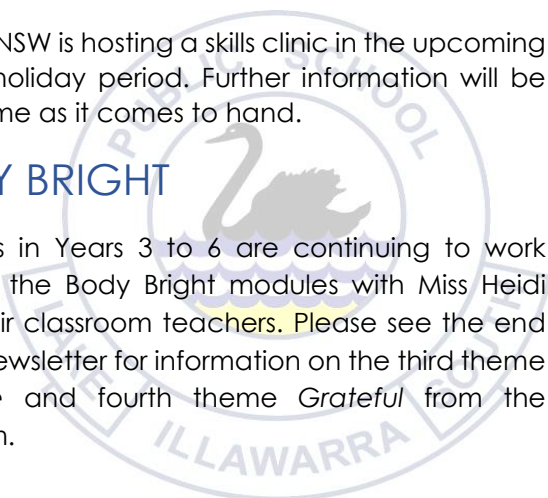 NSW is hosting a skills clinic in the upcoming
holiday period. Further information will be
me as it comes to hand.
Y BRIGHT
s in Years 3 to 6 are continuing to work
the Body Bright modules with Miss Heidi
ir classroom teachers. Please see the end
ewsletter for information on the third theme
and fourth theme Grateful from the
n.
PUBLIC SCHOOL
LAKE ILLAWARRA SOUTH